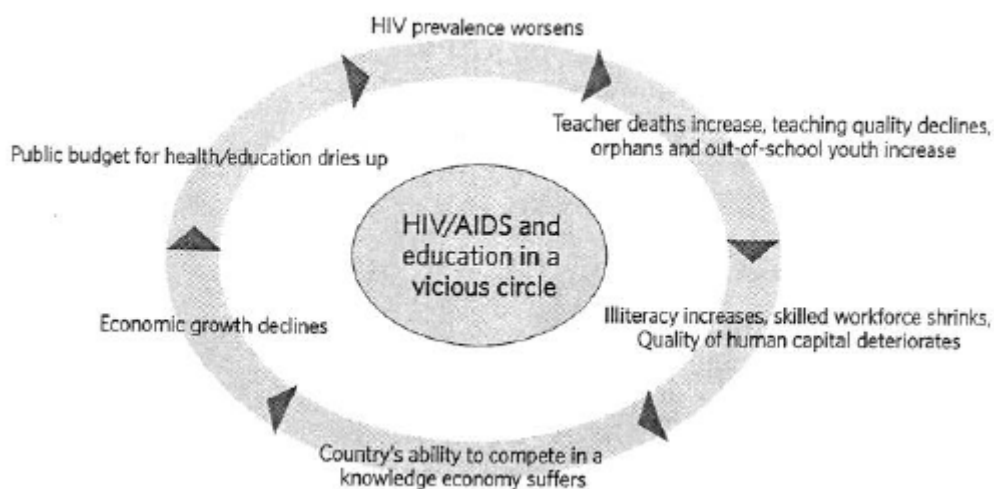 HIV prevalence worsens
Teacher deaths increase, teaching quality declines,
orphans and out-of-school youth increase
Public budget for health/education dries up
HIV/AIDS and
education in a
vicious circle
Illiteracy increases, skilled workforce shrinks,
Quality of human capital deteriorates
Economic growth declines
Country's ability to compete in a
knowledge economy suffers